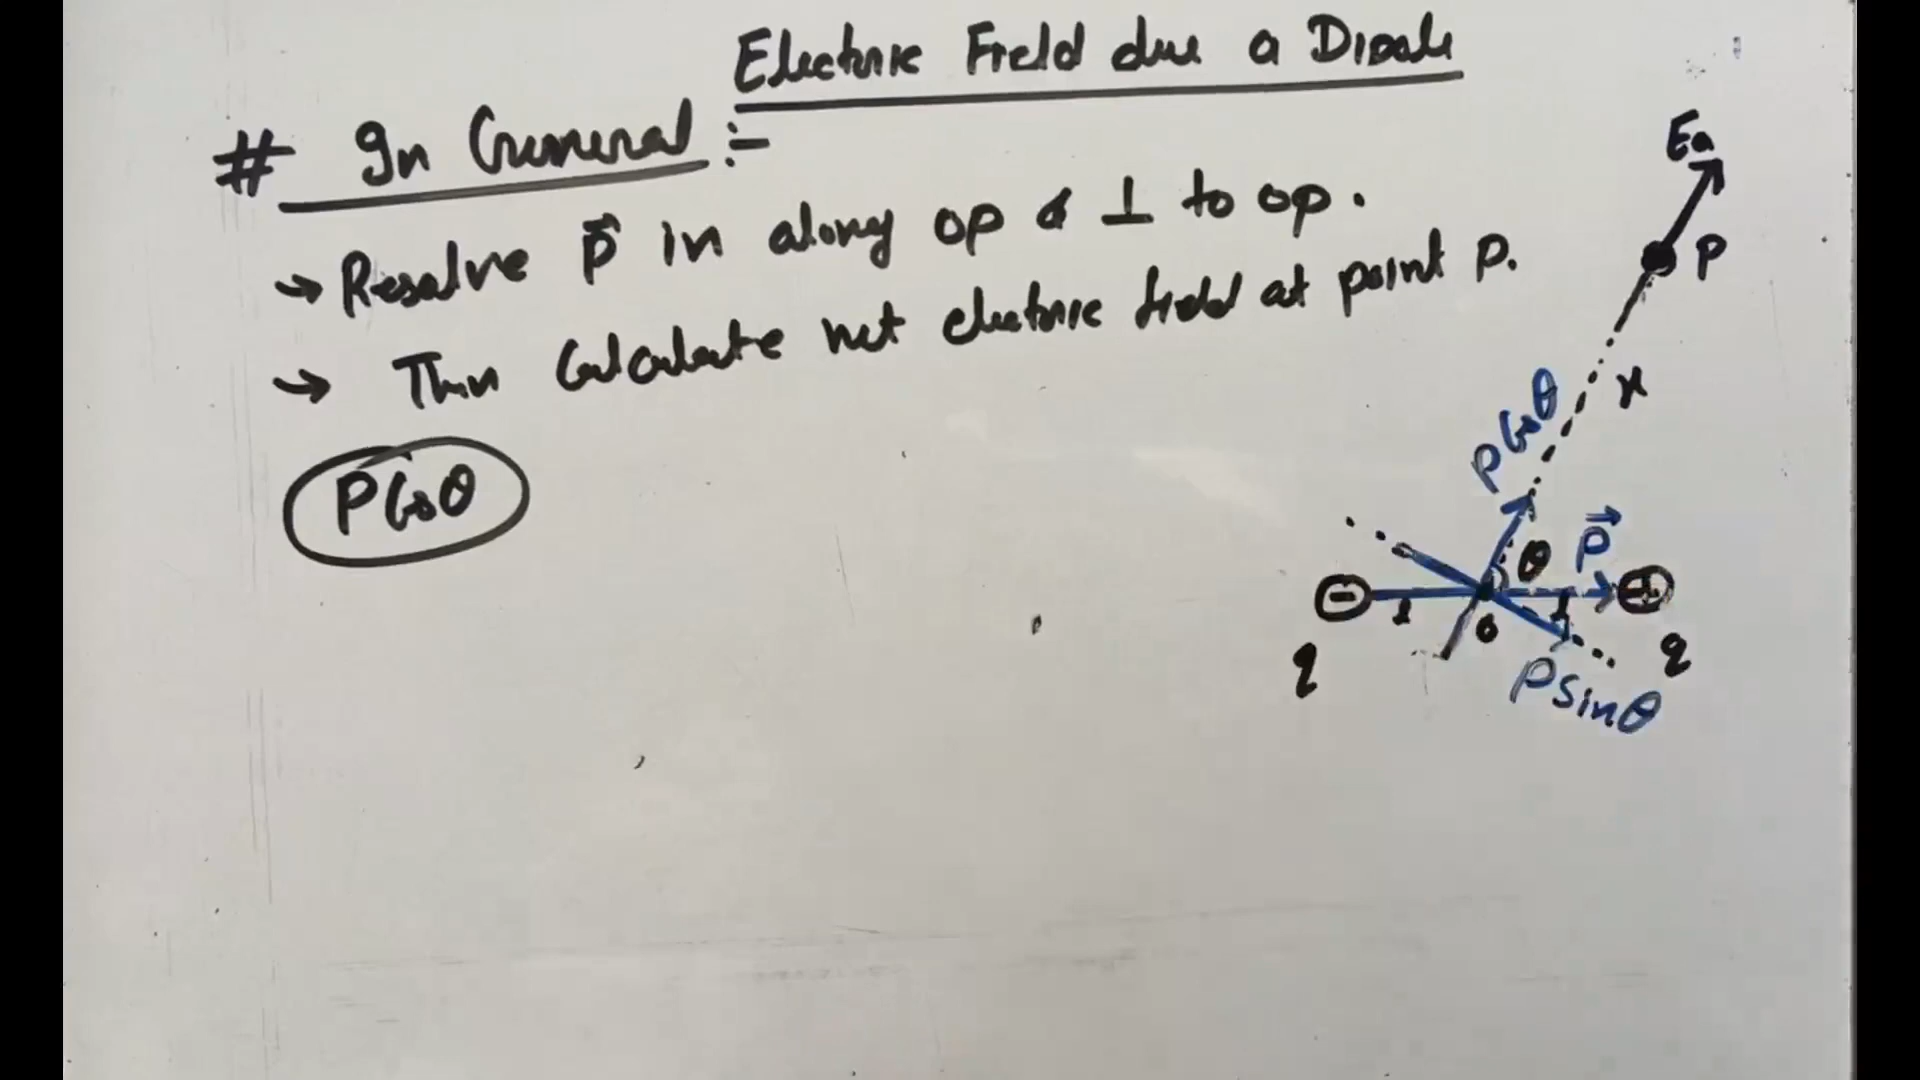 Electric Field due a Dipole
# In General :-
→ Resolve p⃗ in along op & ⊥ to op.
→ Then Calculate net electric field at point P.
PCosθ
Ea
P
x
PCosθ
θ
p⃗
- l o l +
q q
Psinθ